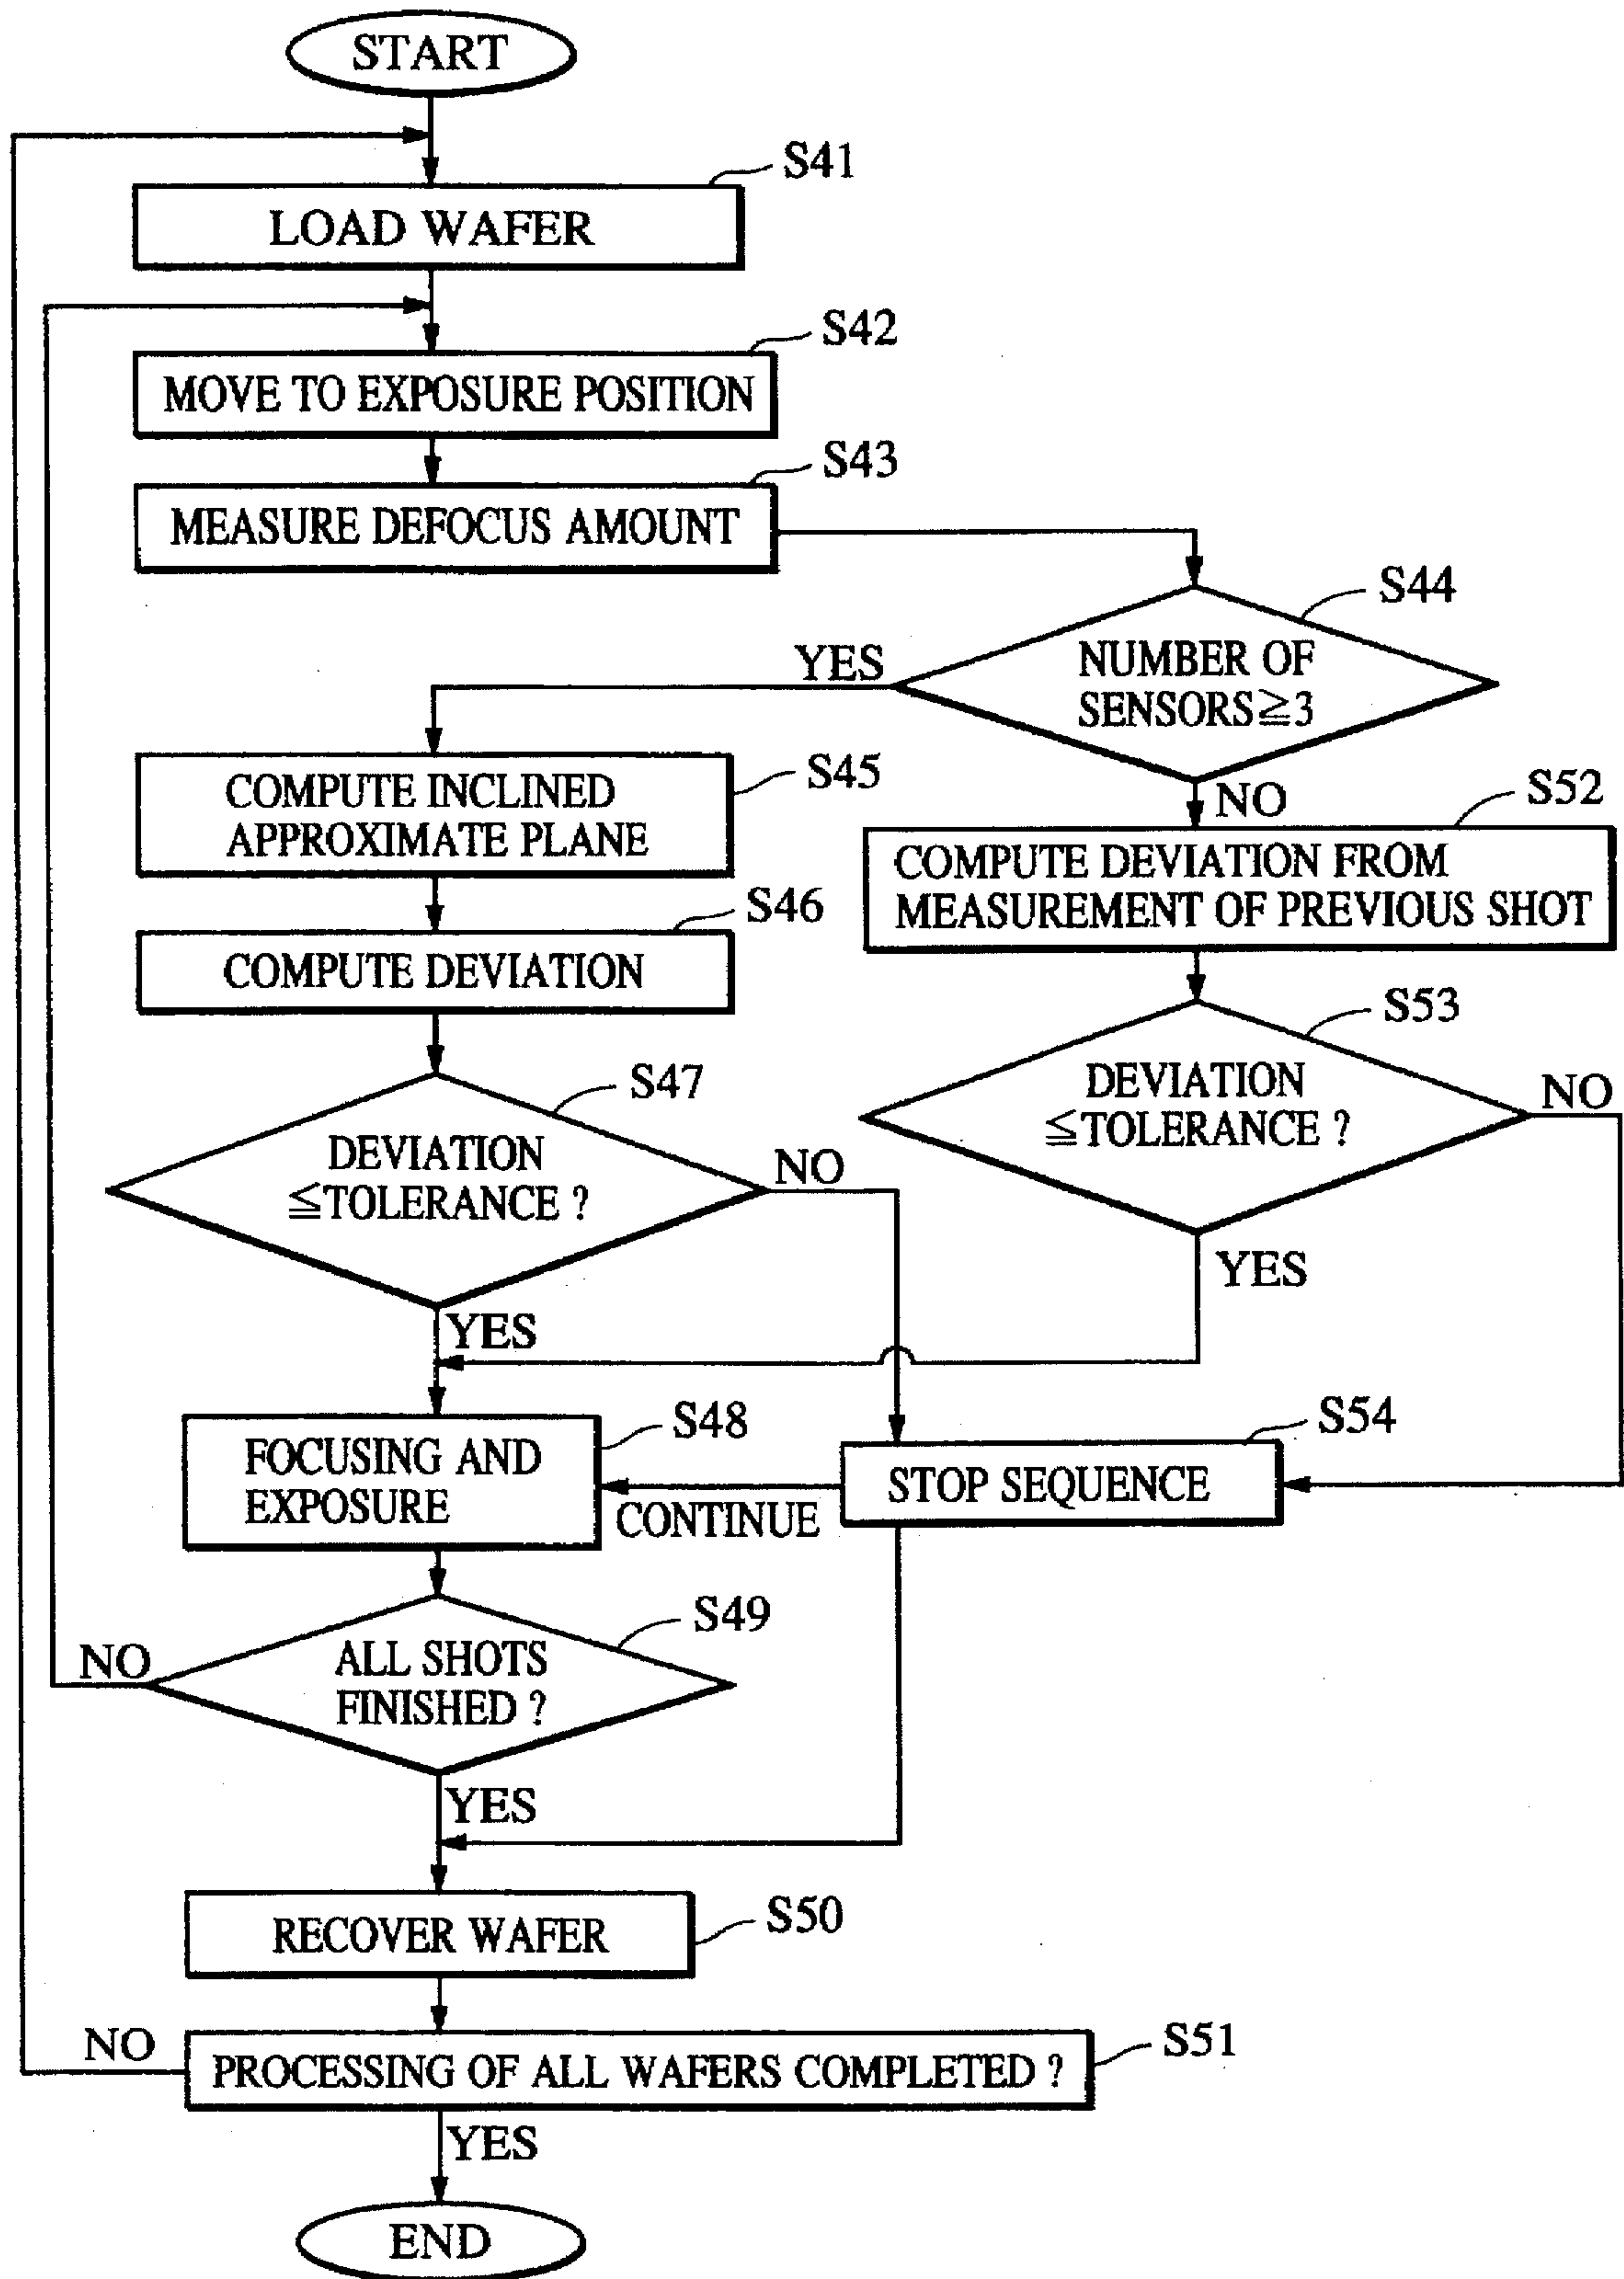 START
S41
LOAD WAFER
S42
MOVE TO EXPOSURE POSITION
S43
MEASURE DEFOCUS AMOUNT
S44
NUMBER OF
SENSORS≧3
YES
NO
S45
COMPUTE INCLINED
APPROXIMATE PLANE
S52
COMPUTE DEVIATION FROM
MEASUREMENT OF PREVIOUS SHOT
S46
COMPUTE DEVIATION
S53
DEVIATION
≦TOLERANCE ?
NO
YES
S47
DEVIATION
≦TOLERANCE ?
NO
YES
S48
FOCUSING AND
EXPOSURE
CONTINUE
S54
STOP SEQUENCE
S49
ALL SHOTS
FINISHED ?
NO
YES
S50
RECOVER WAFER
S51
PROCESSING OF ALL WAFERS COMPLETED ?
NO
YES
END